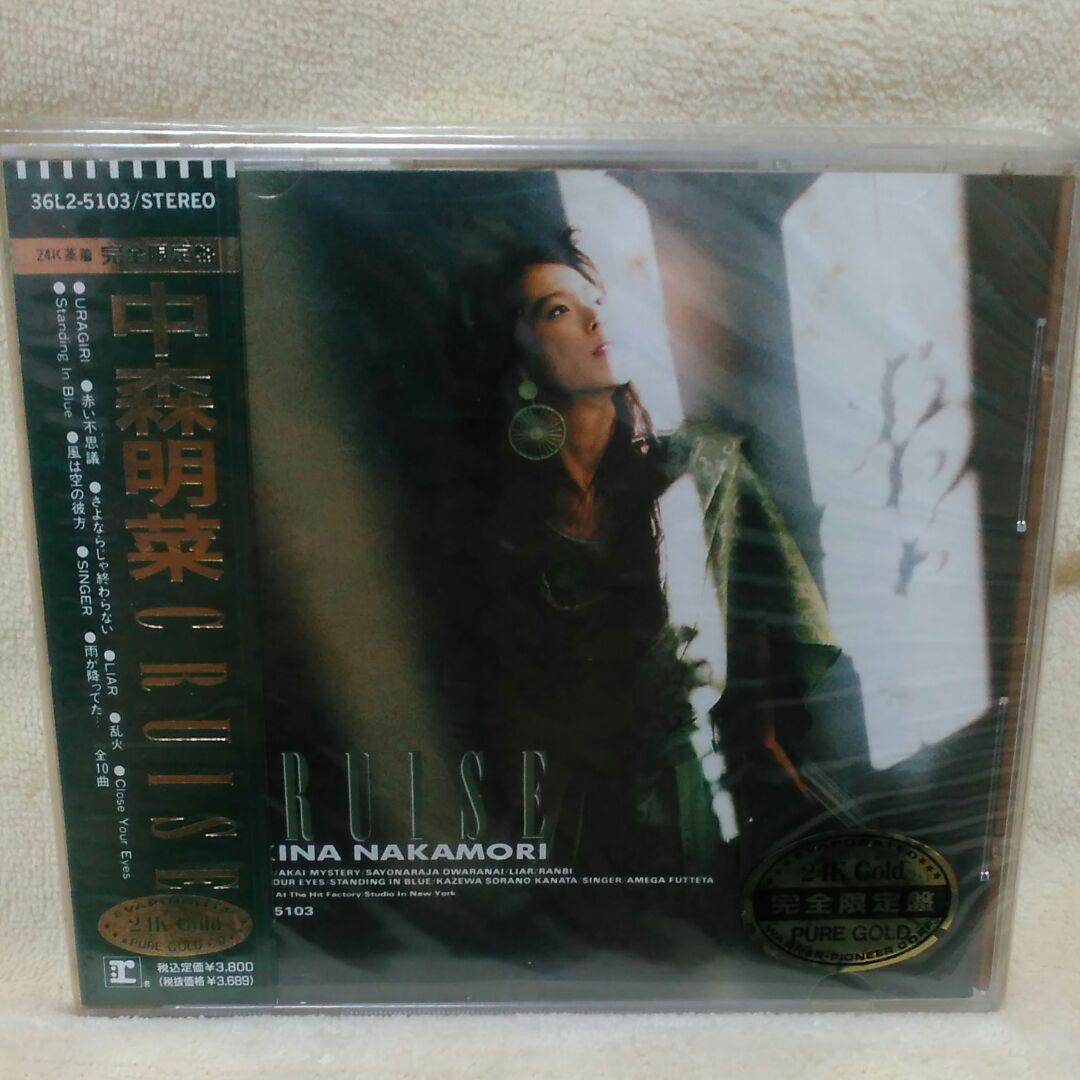 36L2-5103/STEREO
24K蒸着 完全限定盤
中森明菜 CRUISE
●URAGIRI ●赤い不思議 ●さよならじゃ終わらない ●LIAR ●乱火 ●Close Your Eyes
●Standing In Blue ●風は空の彼方 ●SINGER ●雨が降ってた… 全10曲
EVAPORATED
24K Gold
PURE GOLD CD
R
®
税込定価¥3,800
(税抜価格¥3,689)
RUISE
KINA NAKAMORI
/AKAI MYSTERY/SAYONARAJA OWARANAI/LIAR/RANBI
OUR EYES/STANDING IN BLUE/KAZEWA SORANO KANATA/SINGER/AMEGA FUTTETA
At The Hit Factory Studio In New York
5103
EVAPORATED
24K Gold
完全限定盤
PURE GOLD
WARNER-PIONEER CORP.